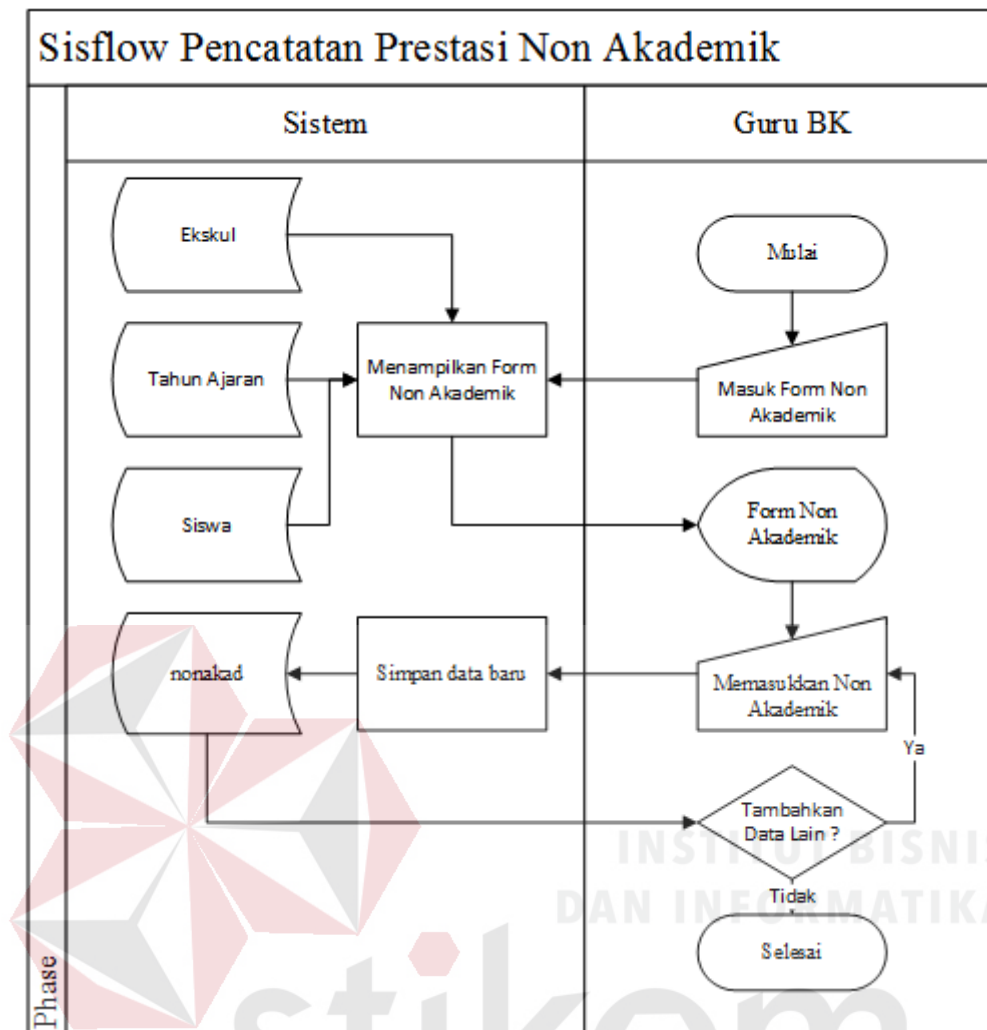 Sisflow Pencatatan Prestasi Non Akademik
Sistem
Guru BK
Ekskul
Mulai
Tahun Ajaran
Menampilkan Form
Non Akademik
Masuk Form Non
Akademik
Siswa
Form Non
Akademik
nonakad
Simpan data baru
Memasukkan Non
Akademik
Ya
Tambahkan
Data Lain ?
INSTITUT BISNIS
DAN INFORMATIKA
Tidak
Selesai
Phase
stikom